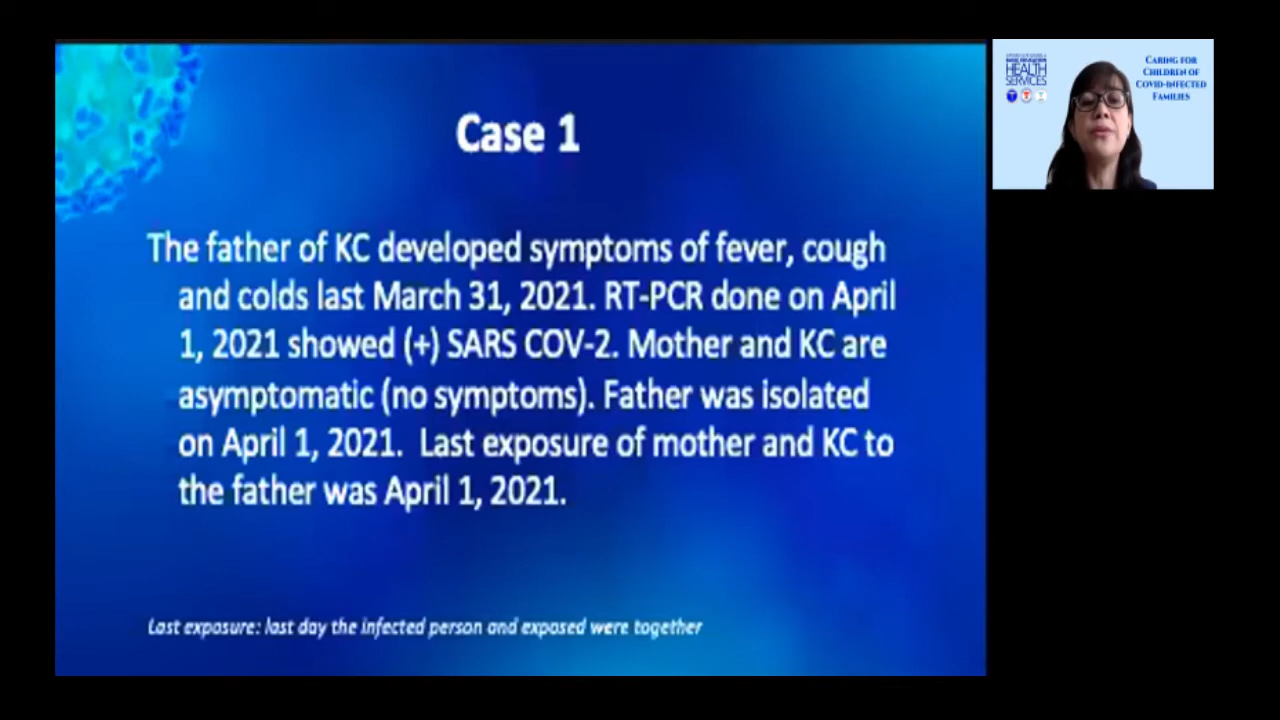 Case 1
The father of KC developed symptoms of fever, cough
and colds last March 31, 2021. RT-PCR done on April
1, 2021 showed (+) SARS COV-2. Mother and KC are
asymptomatic (no symptoms). Father was isolated
on April 1, 2021. Last exposure of mother and KC to
the father was April 1, 2021.
Last exposure: last day the infected person and exposed were together
HEALTH
SERVICES
CARING FOR
CHILDREN OF
COVID-INFECTED
FAMILIES